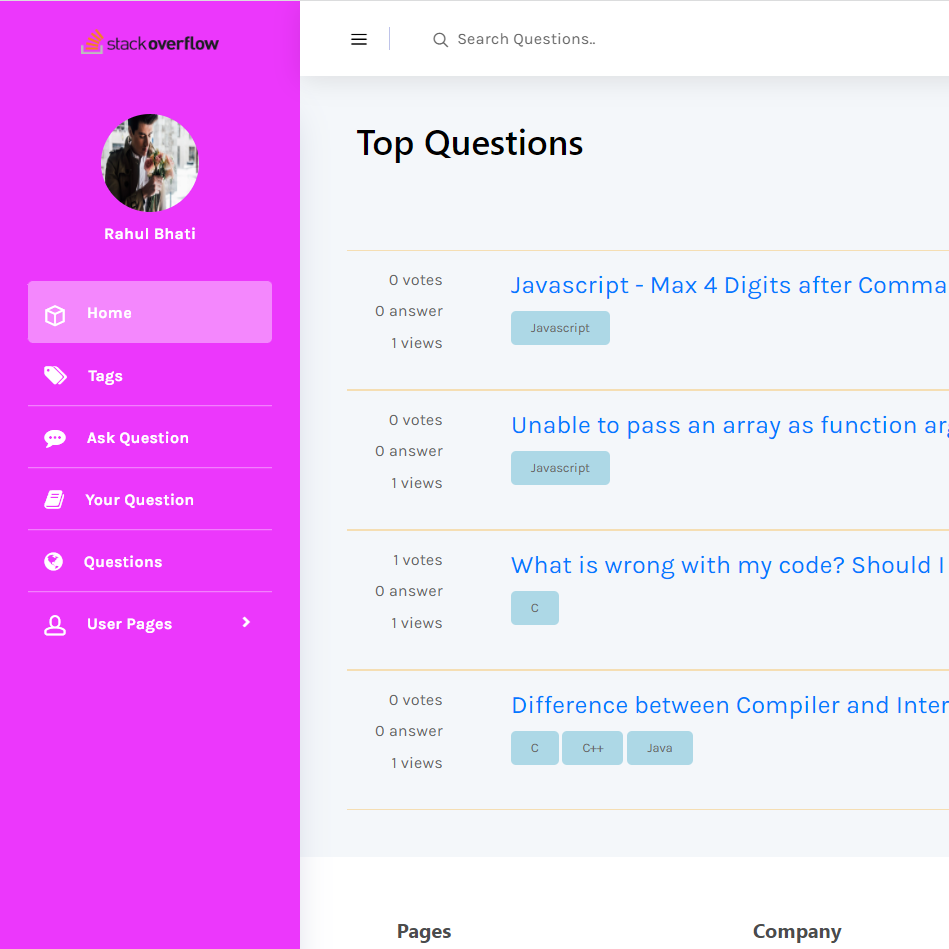 stackoverflow
Rahul Bhati
Home
Tags
Ask Question
Your Question
Questions
User Pages
Search Questions..
Top Questions
0 votes
0 answer
1 views
Javascript - Max 4 Digits after Comma
Javascript
0 votes
0 answer
1 views
Unable to pass an array as function
Javascript
1 votes
0 answer
1 views
What is wrong with my code? Should I
C
0 votes
0 answer
1 views
Difference between Compiler and Inter
C C++ Java
Pages Company